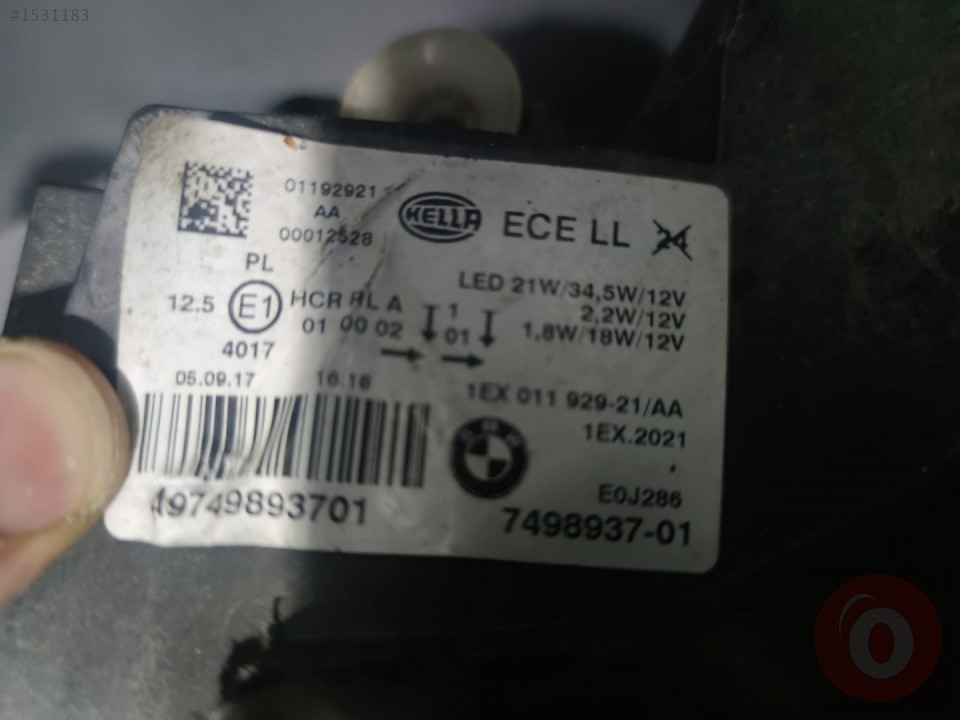 #1531183
01192921
AA
00012528
HELLA
ECE LL 24
PL
12.5 E1 HCR RL A
01 00 02
1
01
4017
LED 21W/34,5W/12V
2.2W/12V
1,8W/18W/12V
05.09.17 16:18
1EX 011 929-21/AA
1EX.2021
E0J286
49749893701
7498937-01